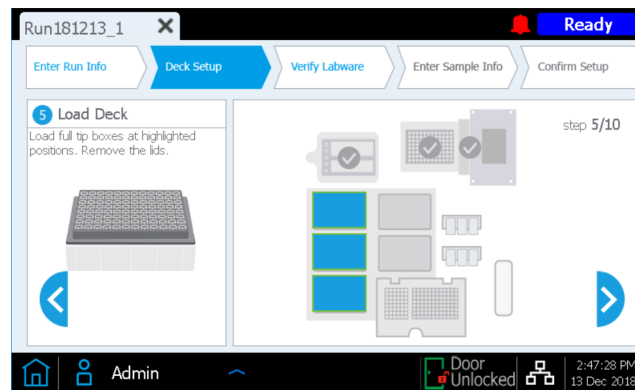 Run181213_1
Ready
Enter Run Info
Deck Setup
Verify Labware
Enter Sample Info
Confirm Setup
5 Load Deck
Load full tip boxes at highlighted
positions. Remove the lids.
step 5/10
Admin
Door
Unlocked
2:47:28 PM
13 Dec 2018